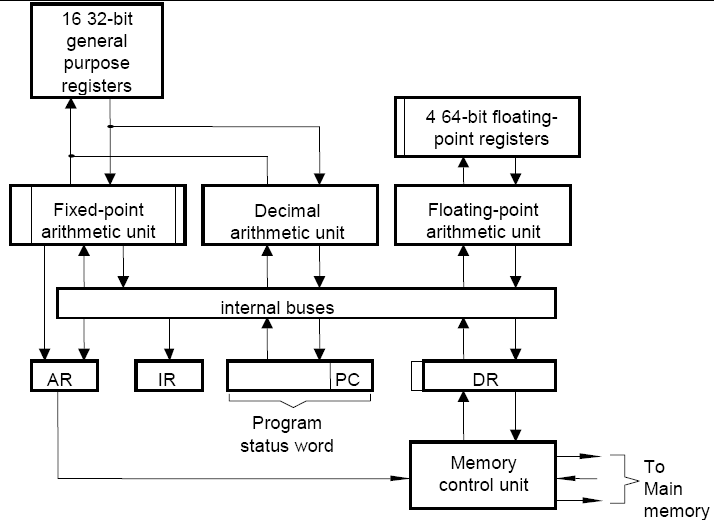 16 32-bit
general
purpose
registers
4 64-bit floating-
point registers
Fixed-point
arithmetic unit
Decimal
arithmetic unit
Floating-point
arithmetic unit
internal buses
AR
IR
PC
DR
Program
status word
Memory
control unit
To
Main
memory